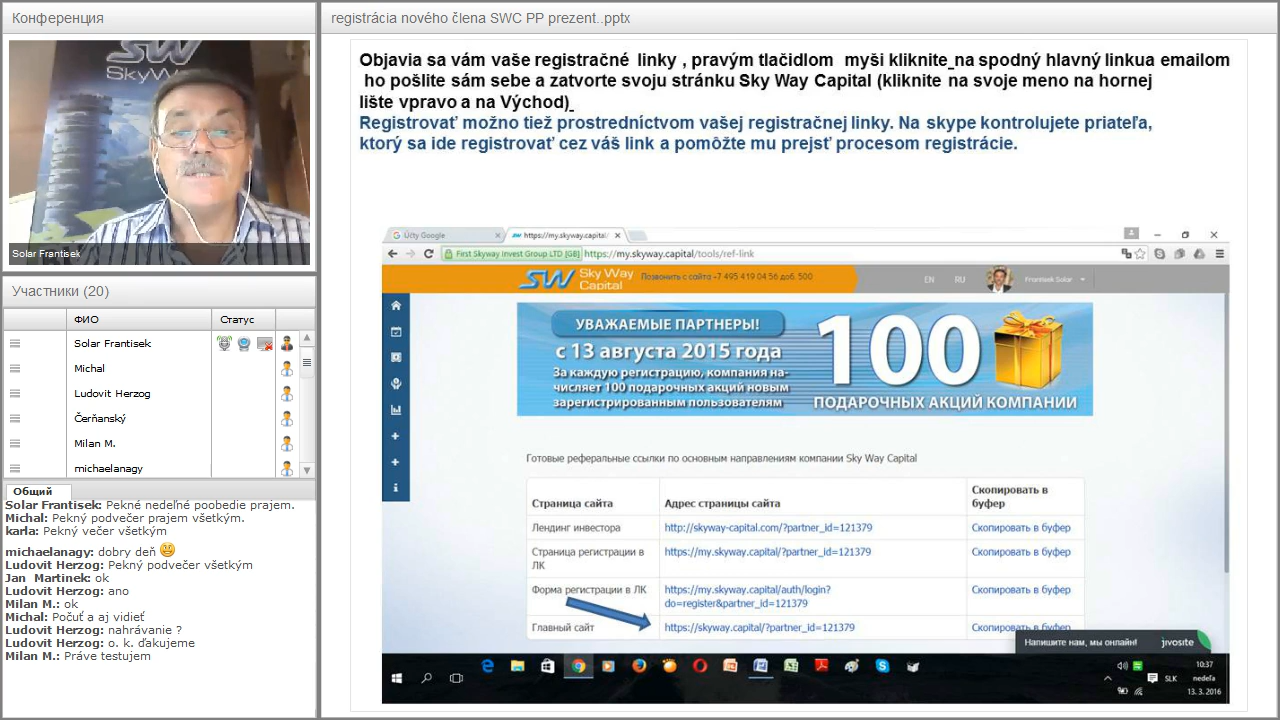 Конференция
SW
SkyW
Solar Frantisek
Участники (20)
ФИО
Статус
Solar Frantisek
Michal
Ludovit Herzog
Čerňanský
Milan M.
michaelanagy
Общий
Solar Frantisek: Pekné nedeľné poobedie prajem.
Michal: Pekný podvečer prajem všetkým.
karla: Pekný večer všetkým
michaelanagy: dobry deň
Ludovit Herzog: Pekný podvečer všetkým
Jan Martinek: ok
Ludovit Herzog: ano
Milan M.: ok
Michal: Počuť a aj vidieť
Ludovit Herzog: nahrávanie ?
Ludovit Herzog: o. k. ďakujeme
Milan M.: Práve testujem
registrácia nového člena SWC PP prezent..pptx
Objavia sa vám vaše registračné linky , pravým tlačidlom myši kliknite na spodný hlavný linkua emailom
ho pošlite sám sebe a zatvorte svoju stránku Sky Way Capital (kliknite na svoje meno na hornej
lište vpravo a na Východ)
Registrovať možno tiež prostredníctvom vašej registračnej linky. Na skype kontrolujete priateľa,
ktorý sa ide registrovať cez váš link a pomôžte mu prejsť procesom registrácie.
Účty Google
https://my.skyway.capital/
First Skyway Invest Group LTD [GB]
https://my.skyway.capital/tools/ref-link
SW Sky Way
Capital
Позвонить с сайта +7 495 419 04 56 доб. 500
EN
RU
Frantisek Solar
УВАЖАЕМЫЕ ПАРТНЕРЫ!
с 13 августа 2015 года
За каждую регистрацию, компания на-
числяет 100 подарочных акций новым
зарегистрированным пользователям
100
ПОДАРОЧНЫХ АКЦИЙ КОМПАНИИ
Готовые реферальные ссылки по основным направлениям компании Sky Way Capital
Страница сайта
Адрес страницы сайта
Скопировать в
буфер
Лендинг инвестора
http://skyway-capital.com/?partner_id=121379
Скопировать в буфер
Страница регистрации в
ЛК
https://my.skyway.capital/?partner_id=121379
Скопировать в буфер
Форма регистрации в ЛК
https://my.skyway.capital/auth/login?
do=register&partner_id=121379
Скопировать в буфер
Главный сайт
https://skyway.capital/?partner_id=121379
Скопировать в буфер
Напишите нам, мы онлайн!
jivosite
SLK
10:37
nedeľa
13. 3. 2016